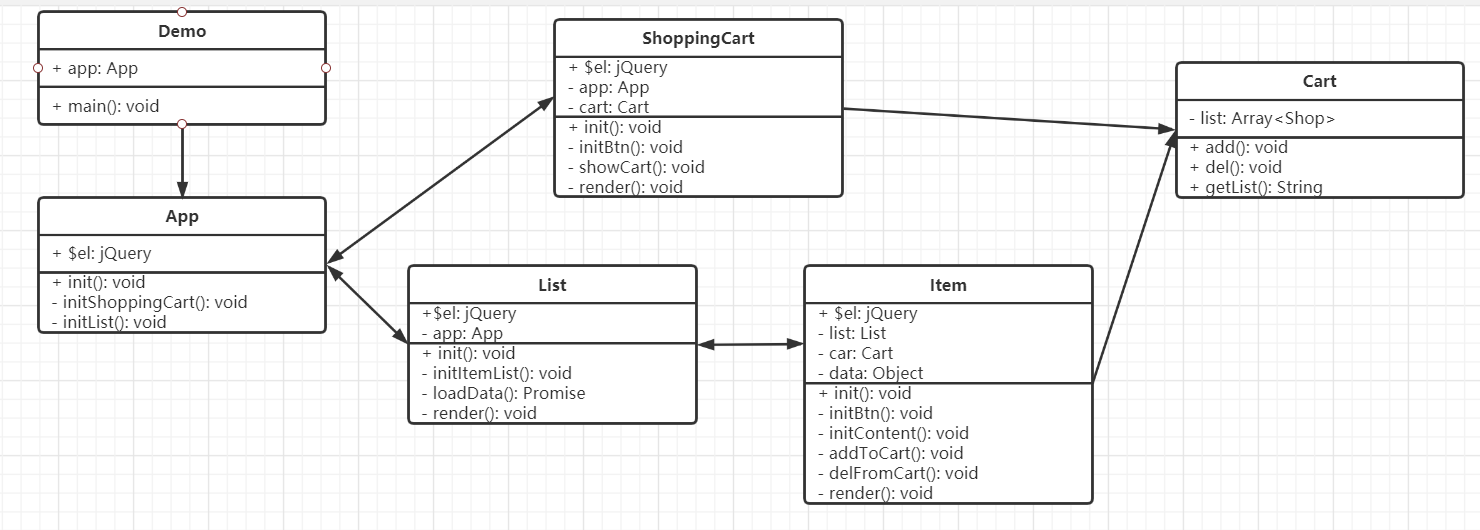 Demo
+ app: App
+ main(): void
App
+ $el: jQuery
+ init(): void
- initShoppingCart(): void
- initList(): void
ShoppingCart
+ $el: jQuery
- app: App
- cart: Cart
+ init(): void
- initBtn(): void
- showCart(): void
- render(): void
List
+$el: jQuery
- app: App
+ init(): void
- initItemList(): void
- loadData(): Promise
- render(): void
Item
+ $el: jQuery
- list: List
- car: Cart
- data: Object
+ init(): void
- initBtn(): void
- initContent(): void
- addToCart(): void
- delFromCart(): void
- render(): void
Cart
- list: Array<Shop>
+ add(): void
+ del(): void
+ getList(): String